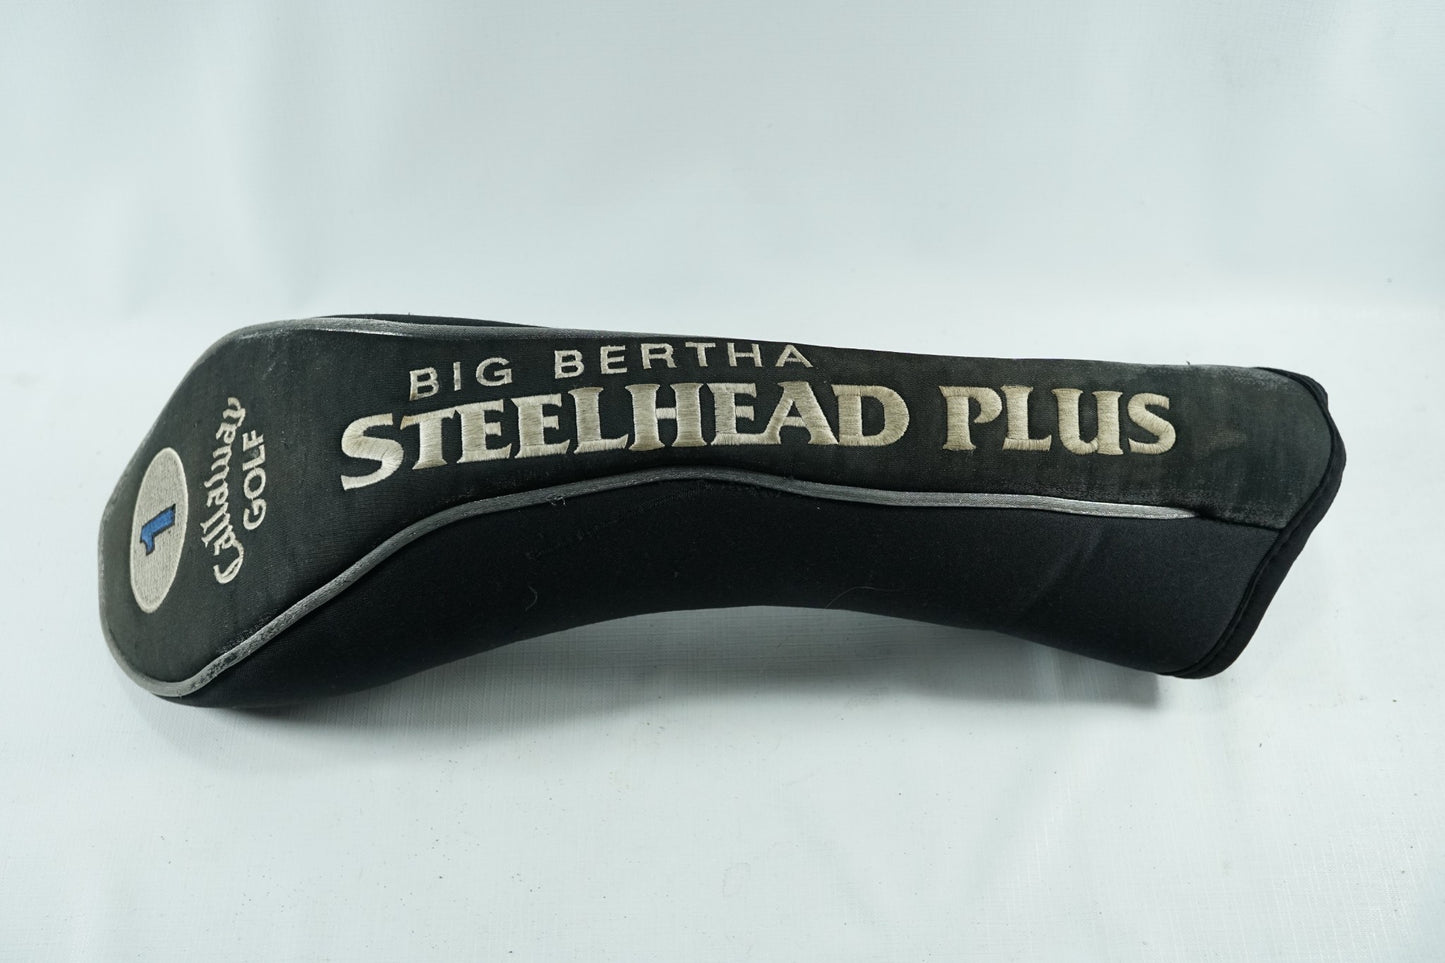 BIG BERTHA
STEELHEAD PLUS
Callaway
GOLF
1